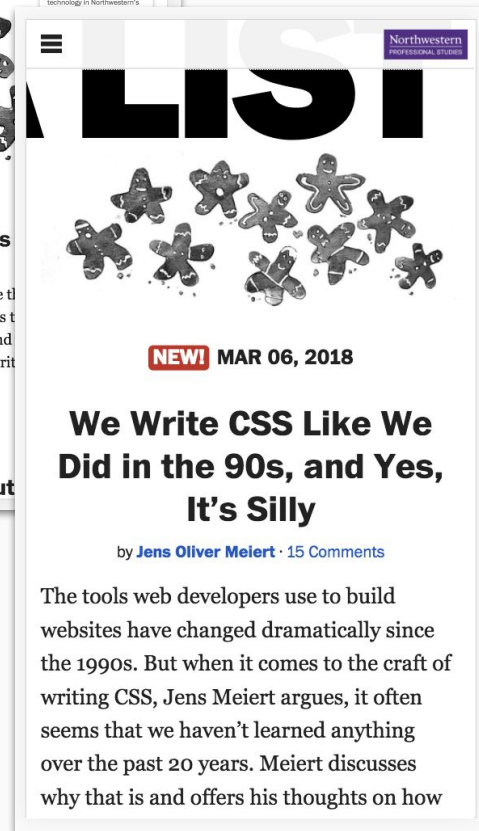 technology in Northwestern's
Northwestern
PROFESSIONAL STUDIES
A LIST
NEW! MAR 06, 2018
We Write CSS Like We
Did in the 90s, and Yes,
It’s Silly
by Jens Oliver Meiert · 15 Comments
The tools web developers use to build
websites have changed dramatically since
the 1990s. But when it comes to the craft of
writing CSS, Jens Meiert argues, it often
seems that we haven’t learned anything
over the past 20 years. Meiert discusses
why that is and offers his thoughts on how